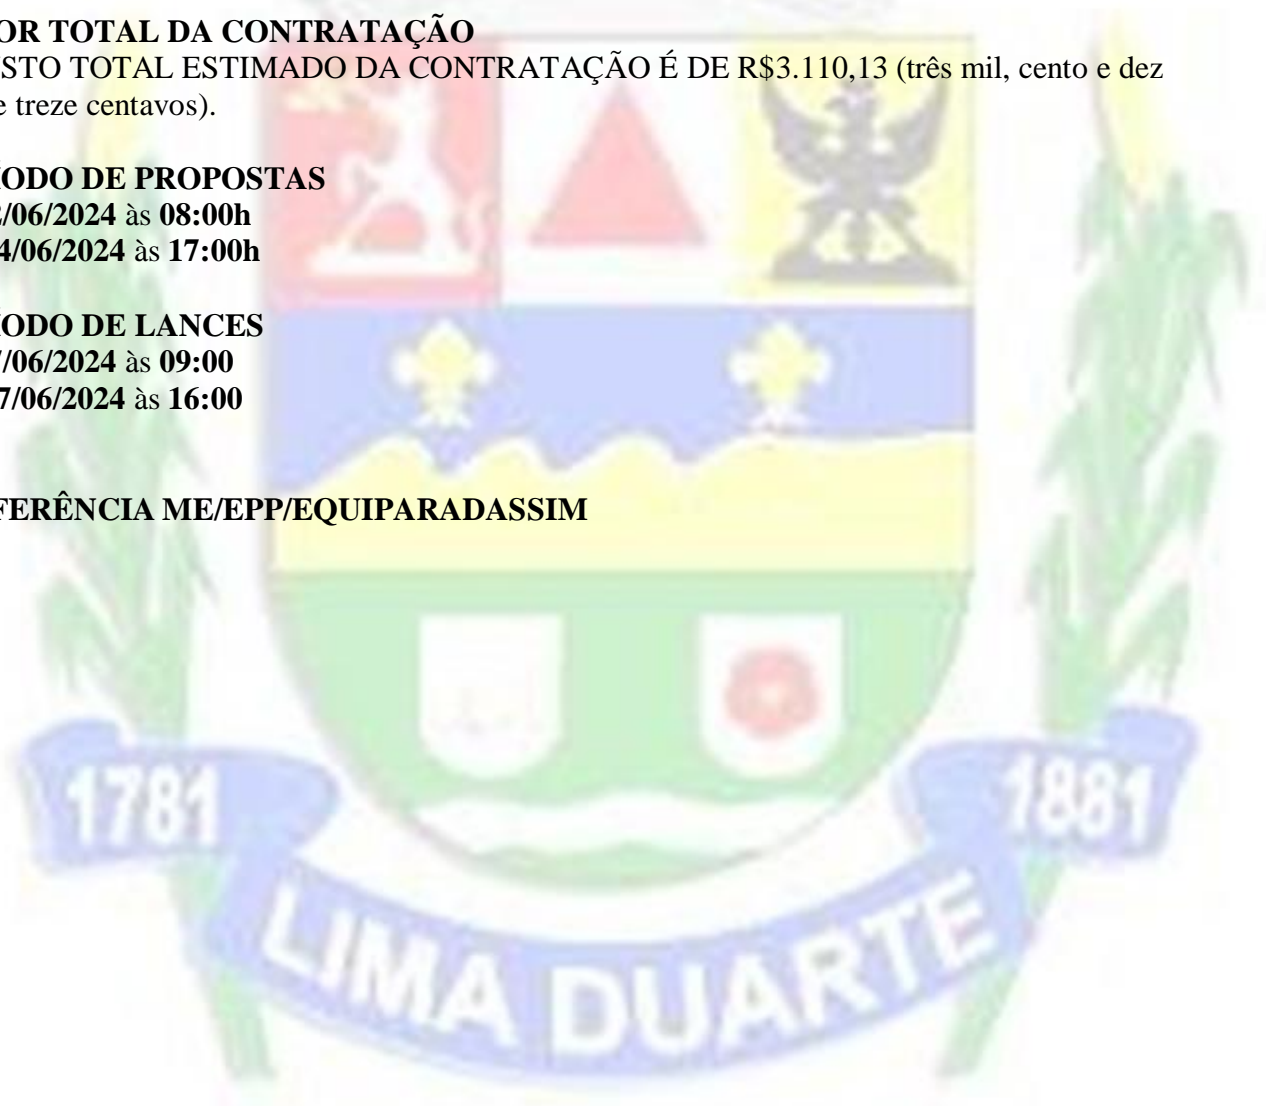 OR TOTAL DA CONTRATAÇÃO
STO TOTAL ESTIMADO DA CONTRATAÇÃO É DE R$3.110,13 (três mil, cento e dez
e treze centavos).
ODO DE PROPOSTAS
/06/2024 às 08:00h
4/06/2024 às 17:00h
ODO DE LANCES
/06/2024 às 09:00
7/06/2024 às 16:00
FERÊNCIA ME/EPP/EQUIPARADASSIM
1781
1881
LIMA DUARTE